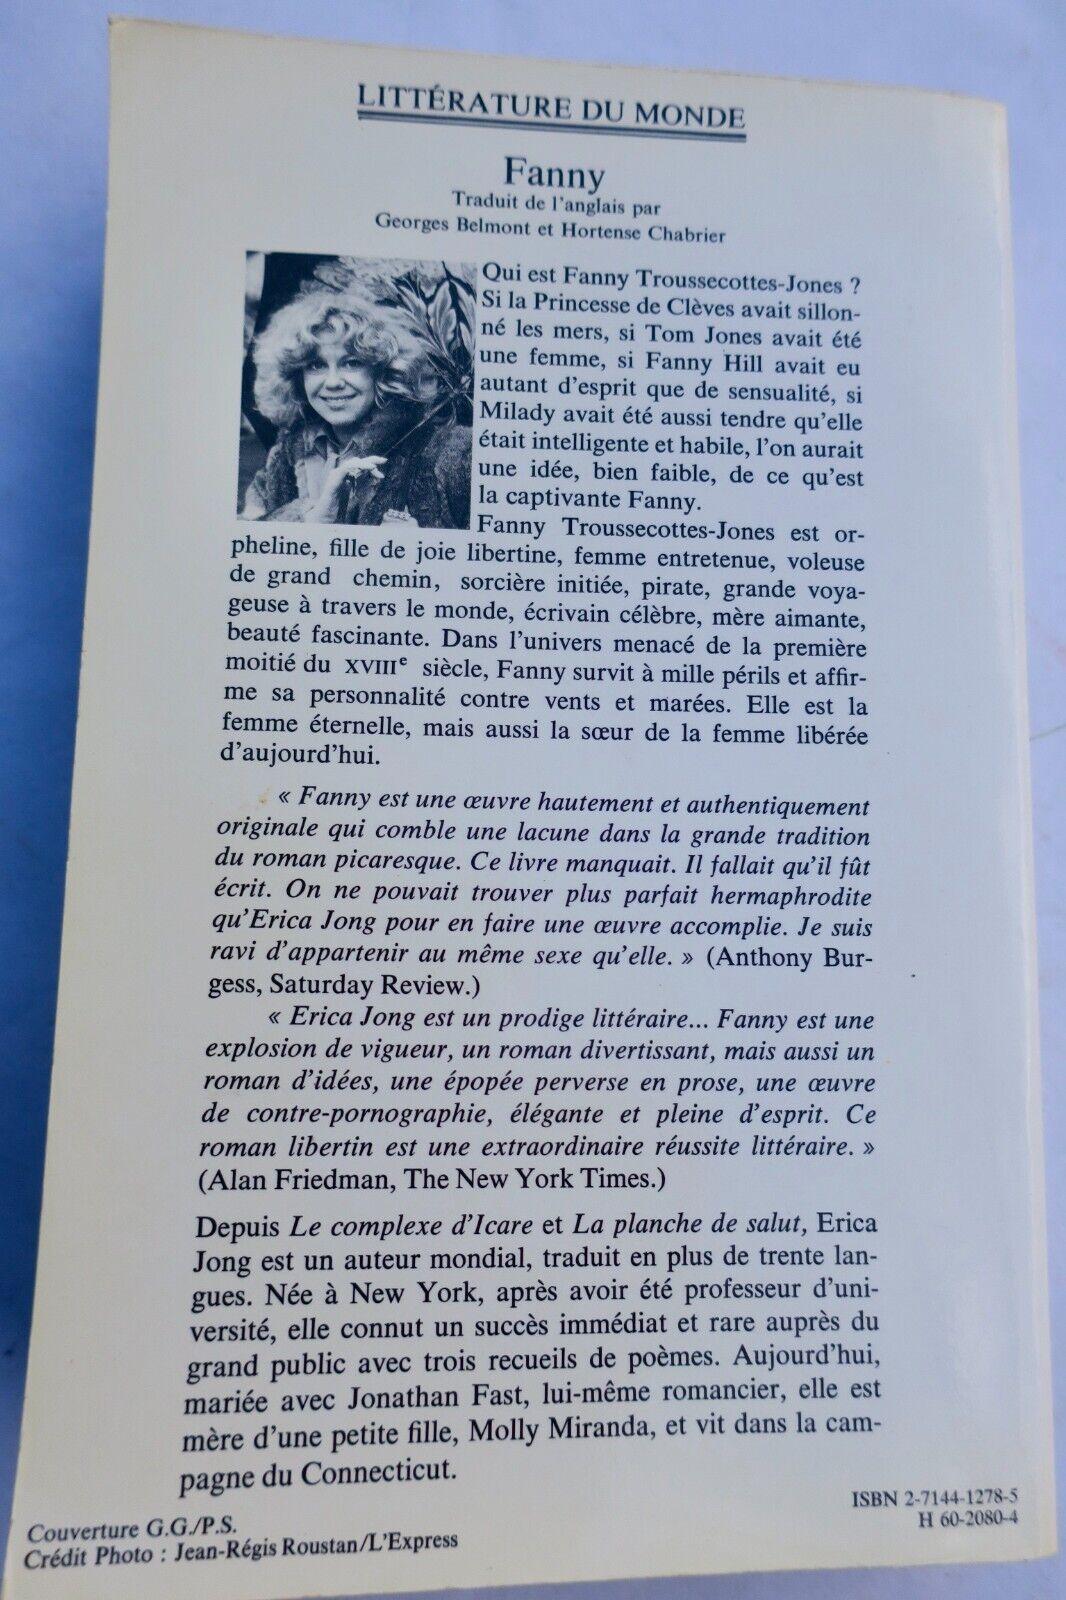 LITTÉRATURE DU MONDE
Fanny
Traduit de l'anglais par
Georges Belmont et Hortense Chabrier
Qui est Fanny Troussecottes-Jones ?
Si la Princesse de Clèves avait sillon-
né les mers, si Tom Jones avait été
une femme, si Fanny Hill avait eu
autant d'esprit que de sensualité, si
Milady avait été aussi tendre qu'elle
était intelligente et habile, l'on aurait
une idée, bien faible, de ce qu'est
la captivante Fanny.
Fanny Troussecottes-Jones est or-
pheline, fille de joie libertine, femme entretenue, voleuse
de grand chemin, sorcière initiée, pirate, grande voya-
geuse à travers le monde, écrivain célèbre, mère aimante,
beauté fascinante. Dans l'univers menacé de la première
moitié du XVIIIe siècle, Fanny survit à mille périls et affir-
me sa personnalité contre vents et marées. Elle est la
femme éternelle, mais aussi la sœur de la femme libérée
d'aujourd'hui.
« Fanny est une œuvre hautement et authentiquement
originale qui comble une lacune dans la grande tradition
du roman picaresque. Ce livre manquait. Il fallait qu'il fût
écrit. On ne pouvait trouver plus parfait hermaphrodite
qu'Erica Jong pour en faire une œuvre accomplie. Je suis
ravi d'appartenir au même sexe qu'elle. » (Anthony Bur-
gess, Saturday Review.)
« Erica Jong est un prodige littéraire... Fanny est une
explosion de vigueur, un roman divertissant, mais aussi un
roman d'idées, une épopée perverse en prose, une œuvre
de contre-pornographie, élégante et pleine d'esprit. Ce
roman libertin est une extraordinaire réussite littéraire. »
(Alan Friedman, The New York Times.)
Depuis Le complexe d'Icare et La planche de salut, Erica
Jong est un auteur mondial, traduit en plus de trente lan-
gues. Née à New York, après avoir été professeur d'uni-
versité, elle connut un succès immédiat et rare auprès du
grand public avec trois recueils de poèmes. Aujourd'hui,
mariée avec Jonathan Fast, lui-même romancier, elle est
mère d'une petite fille, Molly Miranda, et vit dans la cam-
pagne du Connecticut.
ISBN 2-7144-1278-5
H 60-2080-4
Couverture G.G./P.S.
Crédit Photo : Jean-Régis Roustan/L'Express